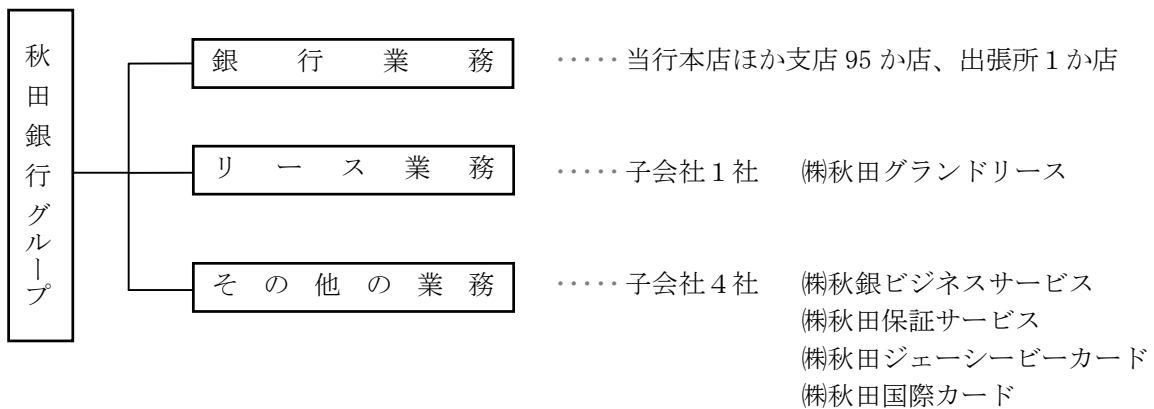 秋田銀行グループ
銀行業務 ‥‥‥当行本店ほか支店 95 か店、出張所1か店
リース業務 ‥‥‥子会社1社 ㈱秋田グランドリース
その他の業務 ‥‥‥子会社4社 ㈱秋銀ビジネスサービス
㈱秋田保証サービス
㈱秋田ジェーシービーカード
㈱秋田国際カード